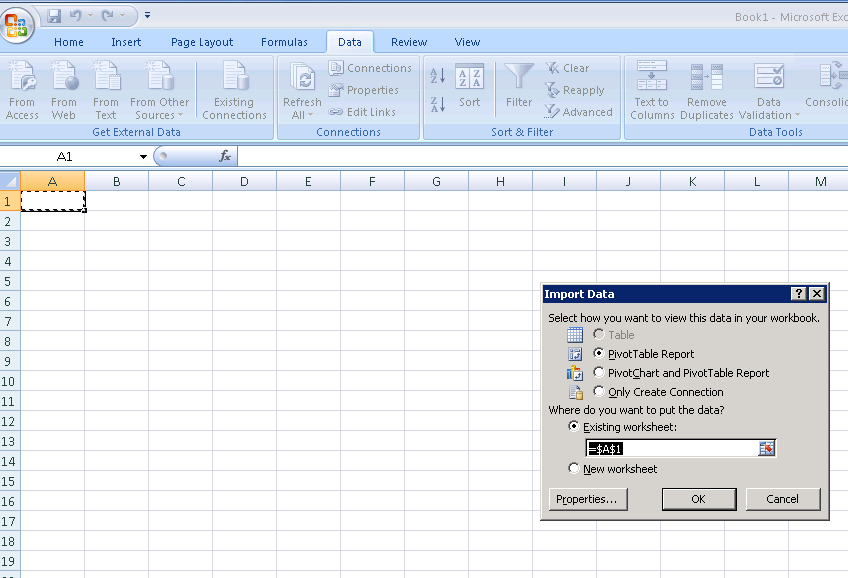 Book1 - Microsoft Exc
Home Insert Page Layout Formulas Data Review View
From Access
From Web
From Text
From Other Sources
Existing Connections
Get External Data
Refresh All
Connections
Properties
Edit Links
Connections
Sort
Filter
Clear
Reapply
Advanced
Sort & Filter
Text to Columns
Remove Duplicates
Data Validation
Consolid
Data Tools
A1 fx
A B C D E F G H I J K L M
1
2
3
4
5
6
7
8
9
10
11
12
13
14
15
16
17
18
19
Import Data
Select how you want to view this data in your workbook.
Table
PivotTable Report
PivotChart and PivotTable Report
Only Create Connection
Where do you want to put the data?
Existing worksheet:
=$A$1
New worksheet
Properties... OK Cancel